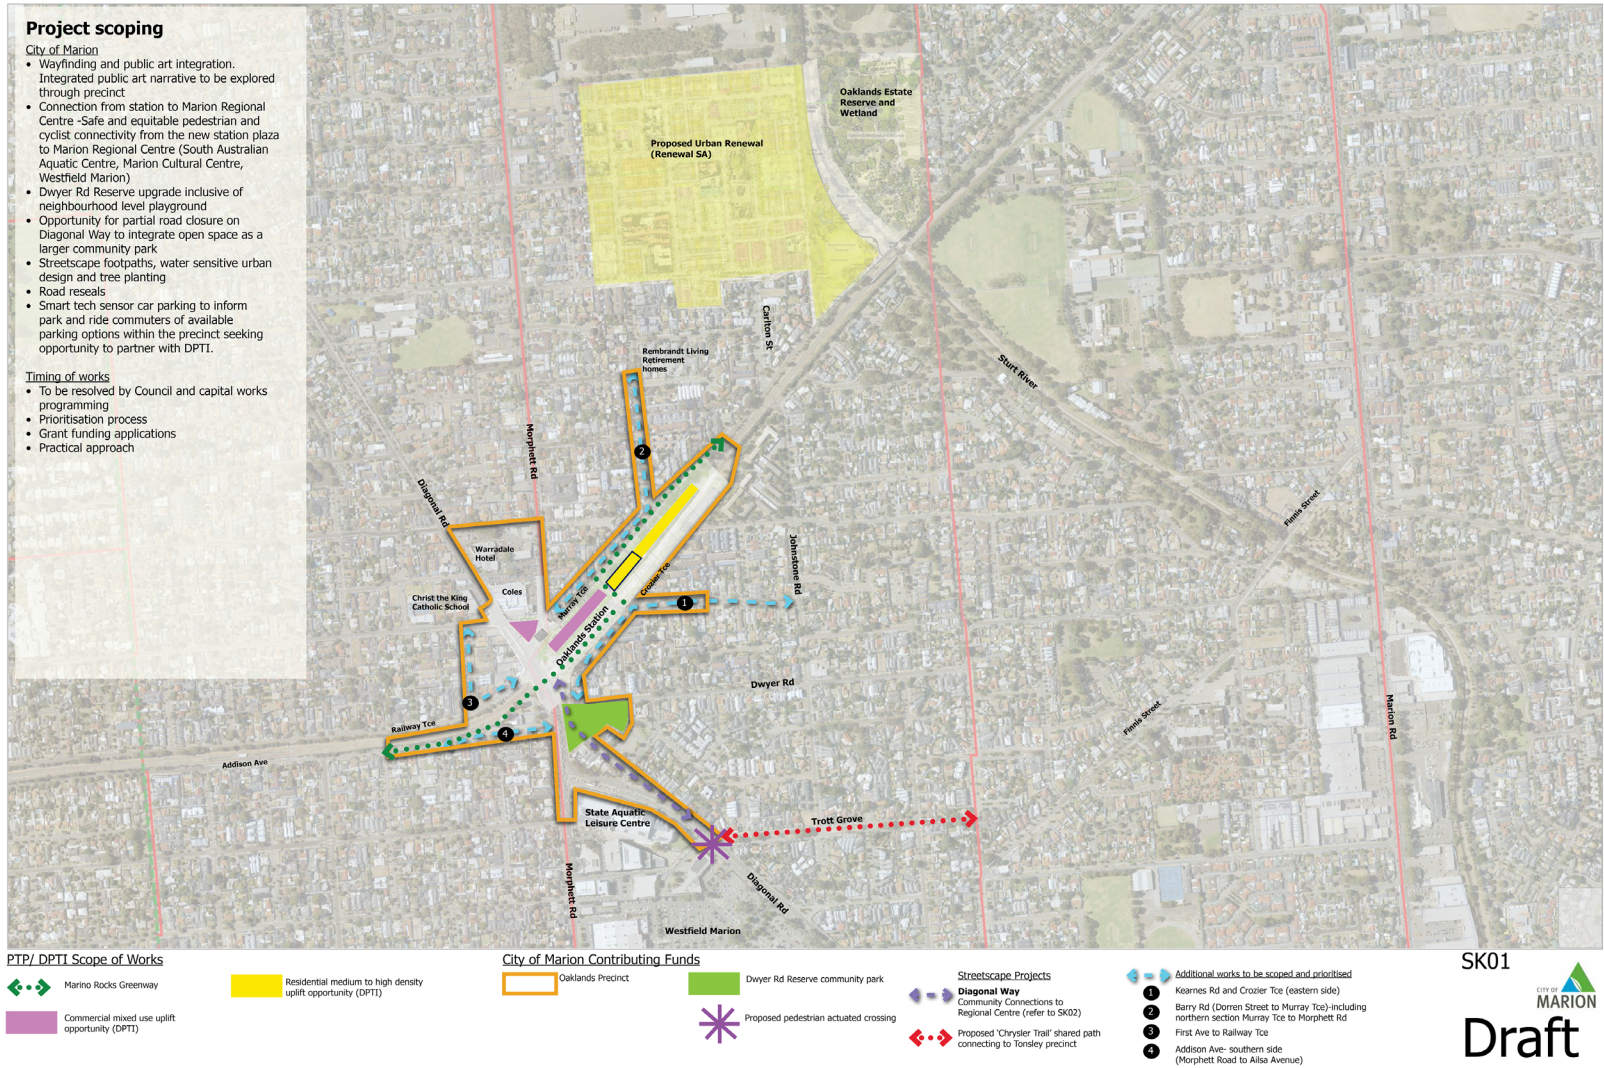 Project scoping
City of Marion
• Wayfinding and public art integration.
Integrated public art narrative to be explored
through precinct
• Connection from station to Marion Regional
Centre -Safe and equitable pedestrian and
cyclist connectivity from the new station plaza
to Marion Regional Centre (South Australian
Aquatic Centre, Marion Cultural Centre,
Westfield Marion)
• Dwyer Rd Reserve upgrade inclusive of
neighbourhood level playground
• Opportunity for partial road closure on
Diagonal Way to integrate open space as a
larger community park
• Streetscape footpaths, water sensitive urban
design and tree planting
• Road reseals
• Smart tech sensor car parking to inform
park and ride commuters of available
parking options within the precinct seeking
opportunity to partner with DPTI.
Timing of works
• To be resolved by Council and capital works
programming
• Prioritisation process
• Grant funding applications
• Practical approach
Oaklands Estate
Reserve and
Wetland
Proposed Urban Renewal
(Renewal SA)
Carlton St
Rembrandt Living
Retirement
homes
Sturt River
Morphett Rd
2
Diagonal Rd
Finnis Street
Warradale
Hotel
Johnstone Rd
Crozier Tce
Murray Tce
Coles
Christ the King
Catholic School
1
Oaklands Station
Dwyer Rd
3
Finnis Street
Marion Rd
Railway Tce
4
Addison Ave
State Aquatic
Leisure Centre
Trott Grove
Morphett Rd
Diagonal Rd
Westfield Marion
PTP/ DPTI Scope of Works
Marino Rocks Greenway
Commercial mixed use uplift
opportunity (DPTI)
Residential medium to high density
uplift opportunity (DPTI)
City of Marion Contributing Funds
Oaklands Precinct
Dwyer Rd Reserve community park
Proposed pedestrian actuated crossing
Streetscape Projects
Diagonal Way
Community Connections to
Regional Centre (refer to SK02)
Proposed 'Chrysler Trail' shared path
connecting to Tonsley precinct
Additional works to be scoped and prioritised
1 Kearnes Rd and Crozier Tce (eastern side)
2 Barry Rd (Dorren Street to Murray Tce)-including
northern section Murray Tce to Morphett Rd
3 First Ave to Railway Tce
4 Addison Ave- southern side
(Morphett Road to Ailsa Avenue)
SK01
CITY OF
MARION
Draft